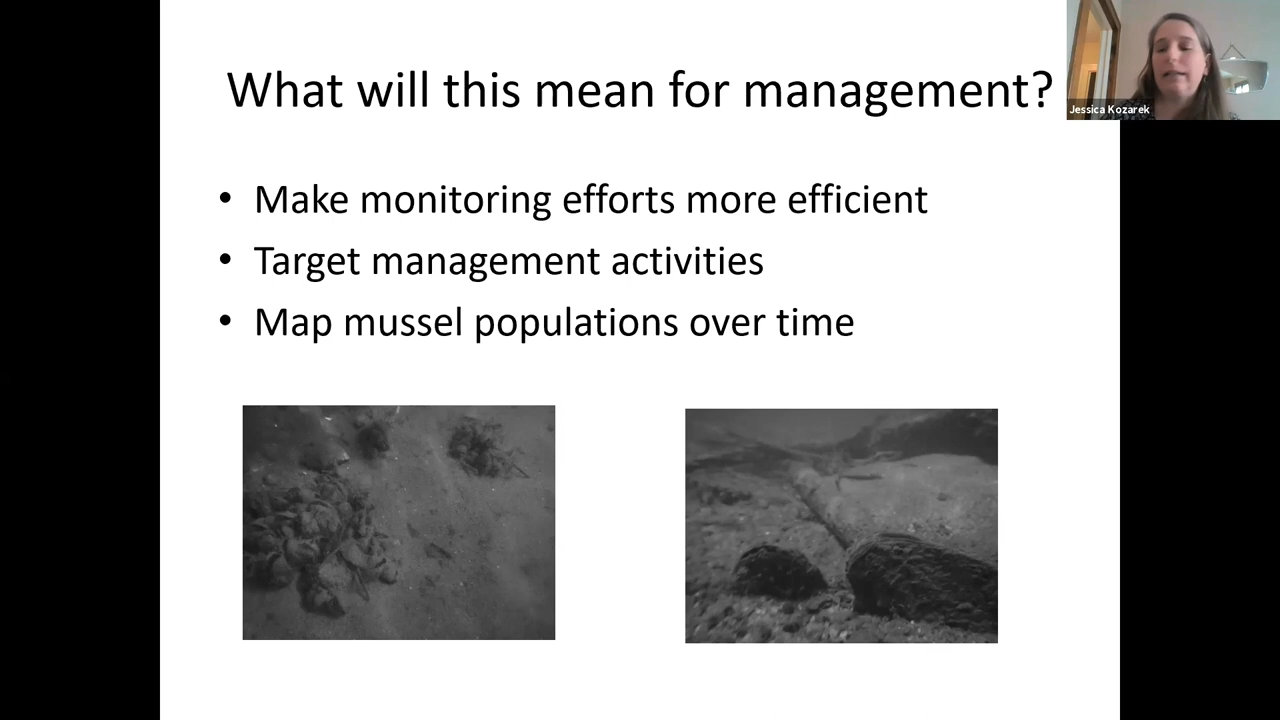 What will this mean for management?
Jessica Kozarek
• Make monitoring efforts more efficient
• Target management activities
• Map mussel populations over time